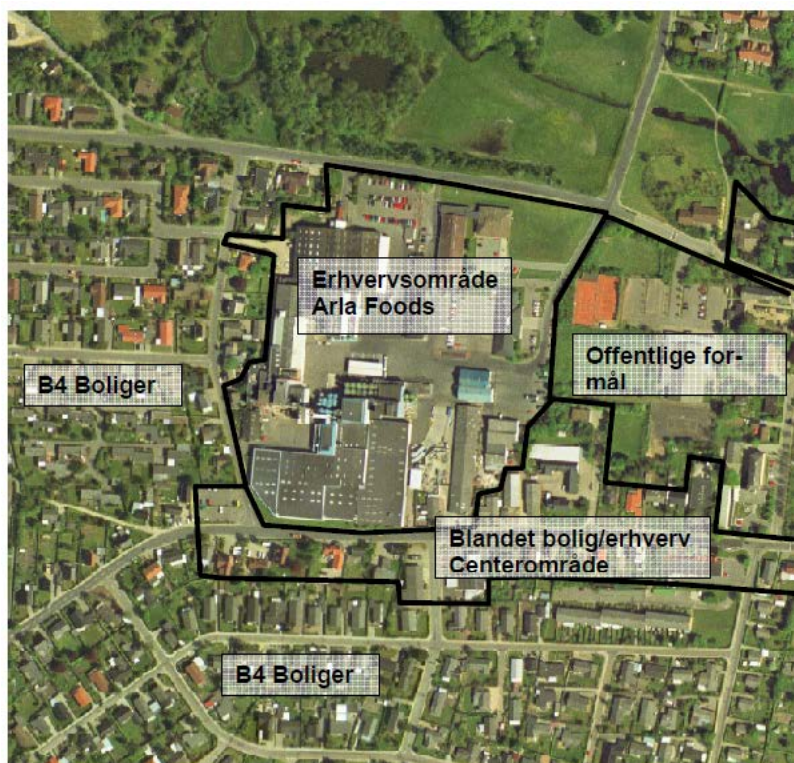 Erhvervsområde
Arla Foods
Offentlige for-
mål
B4 Boliger
Blandet bolig/erhverv
Centerområde
B4 Boliger